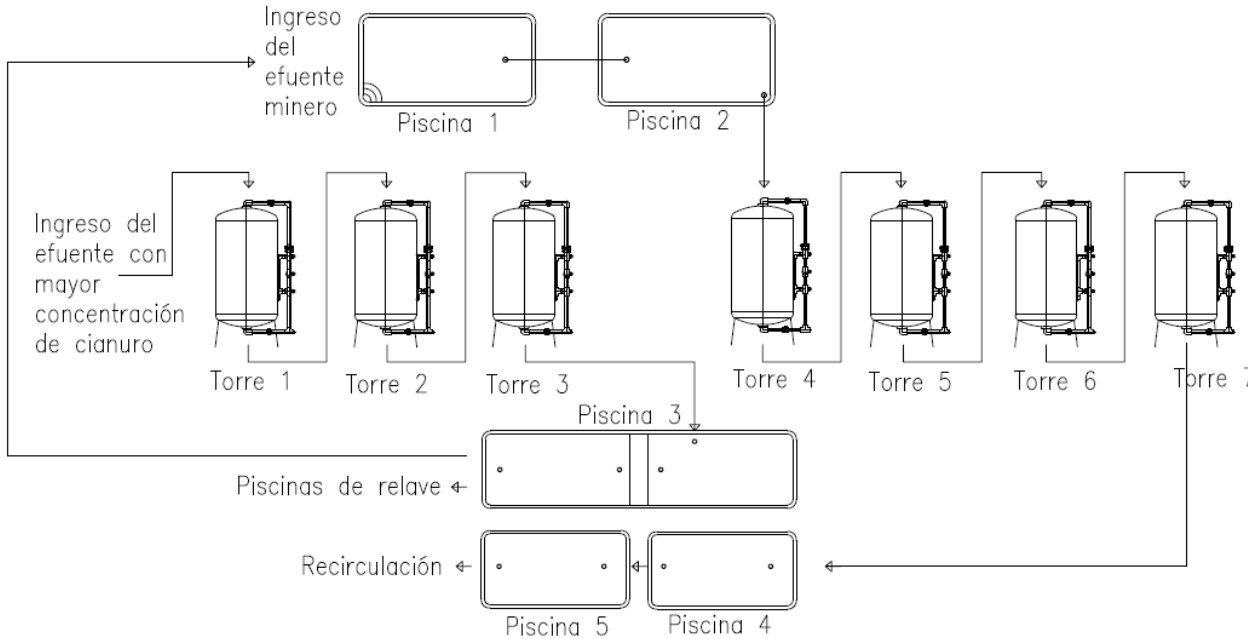 Ingreso
del
efuente
minero
Piscina 1
Piscina 2
Ingreso del
efuente con
mayor
concentración
de cianuro
Torre 1
Torre 2
Torre 3
Torre 4
Torre 5
Torre 6
Torre 7
Piscina 3
Piscinas de relave
Recirculación
Piscina 5
Piscina 4